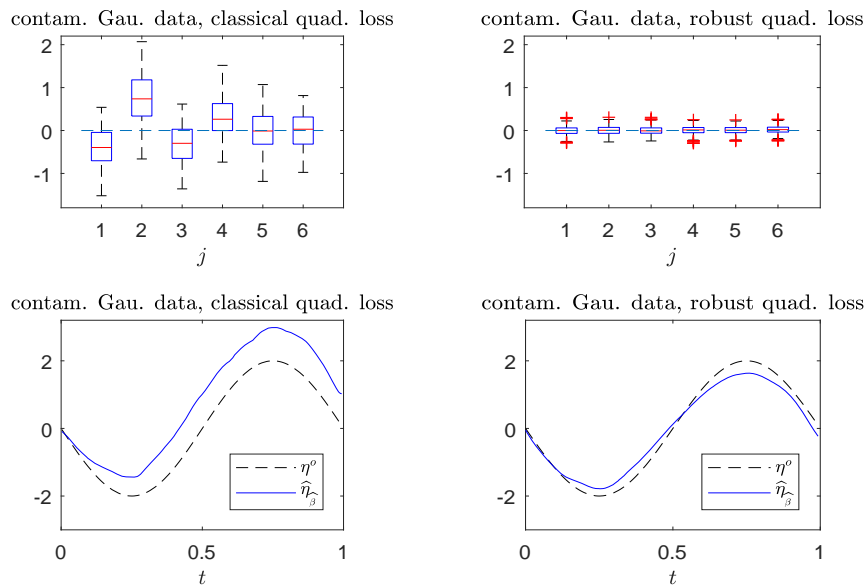 contam. Gau. data, classical quad. loss
2
1
0
-1
1 2 3 4 5 6
j
contam. Gau. data, robust quad. loss
2
1
0
-1
1 2 3 4 5 6
j
contam. Gau. data, classical quad. loss
2
0
-2
0 0.5 1
t
η^o
η̂_β̂
contam. Gau. data, robust quad. loss
2
0
-2
0 0.5 1
t
η^o
η̂_β̂